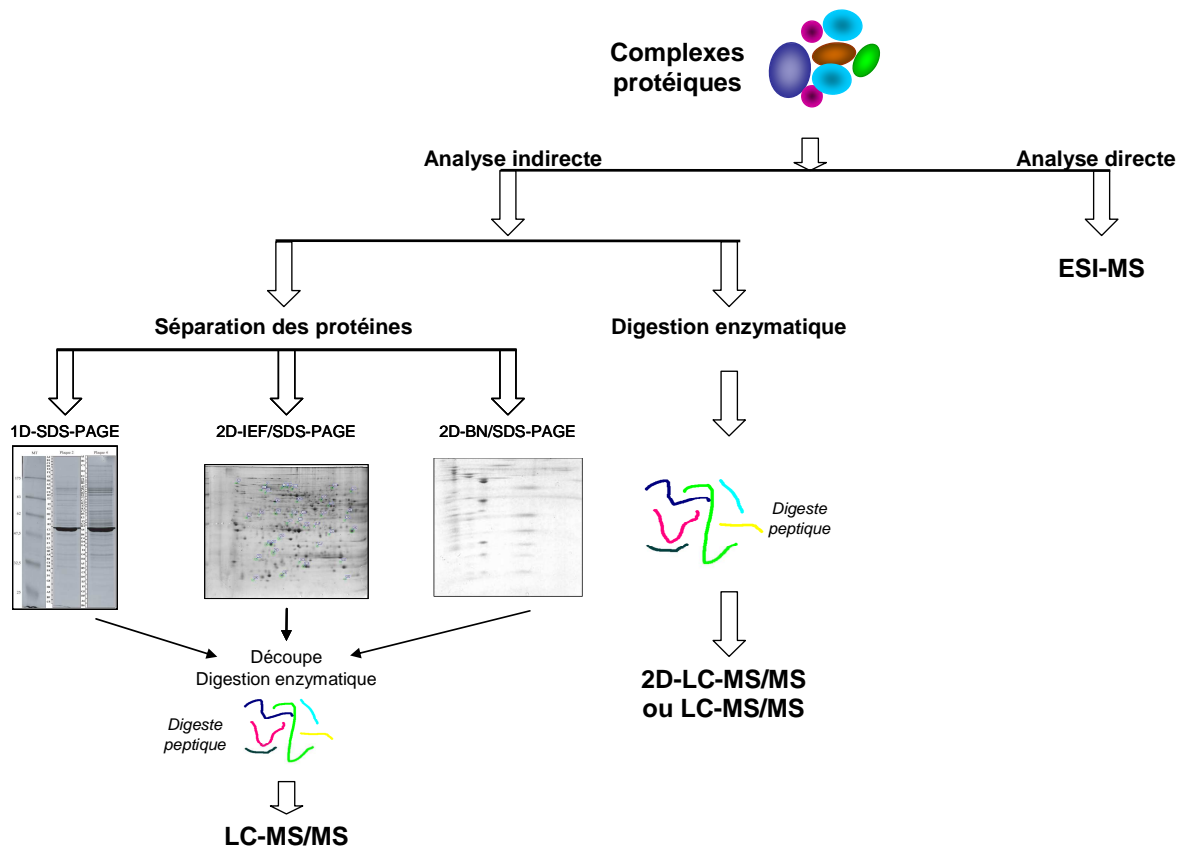 Complexes
protéiques
Analyse indirecte
Analyse directe
ESI-MS
Séparation des protéines
Digestion enzymatique
1D-SDS-PAGE
2D-IEF/SDS-PAGE
2D-BN/SDS-PAGE
Plaque 2
Digeste
peptique
Découpe
Digestion enzymatique
Digeste
peptique
2D-LC-MS/MS
ou LC-MS/MS
LC-MS/MS